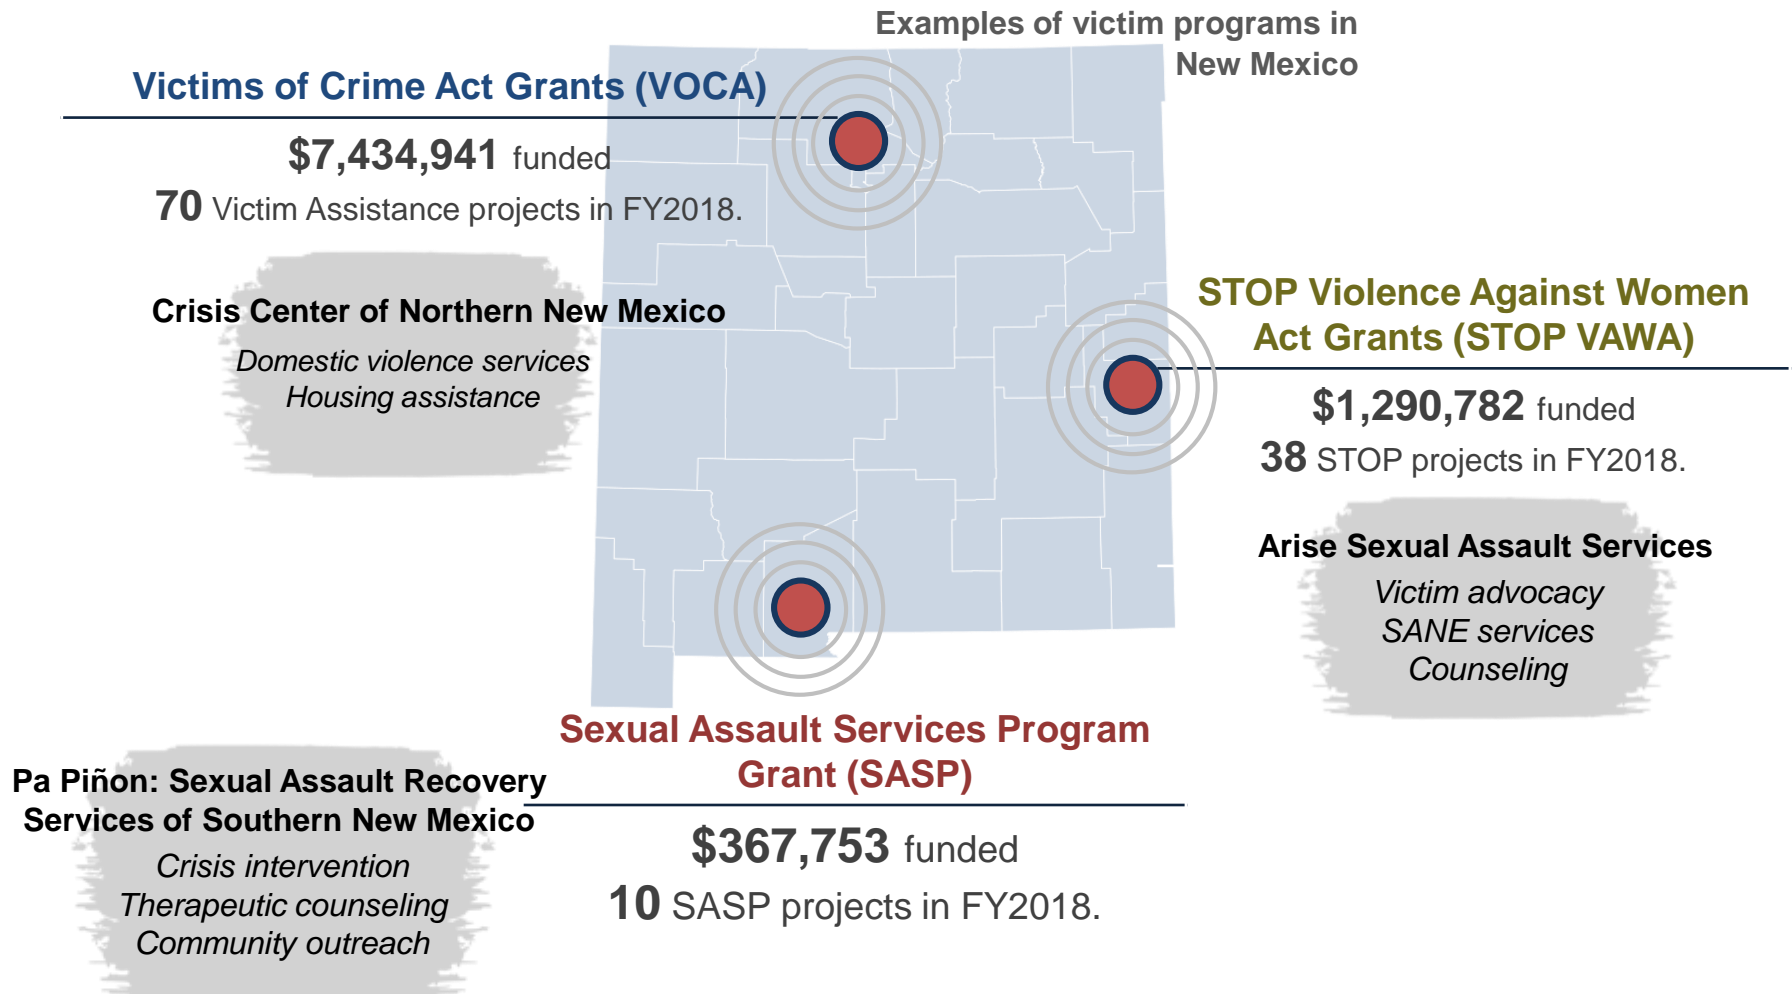 Examples of victim programs in
New Mexico
Victims of Crime Act Grants (VOCA)
$7,434,941 funded
70 Victim Assistance projects in FY2018.
Crisis Center of Northern New Mexico
Domestic violence services
Housing assistance
STOP Violence Against Women
Act Grants (STOP VAWA)
$1,290,782 funded
38 STOP projects in FY2018.
Arise Sexual Assault Services
Victim advocacy
SANE services
Counseling
Sexual Assault Services Program
Grant (SASP)
$367,753 funded
10 SASP projects in FY2018.
Pa Piñon: Sexual Assault Recovery
Services of Southern New Mexico
Crisis intervention
Therapeutic counseling
Community outreach